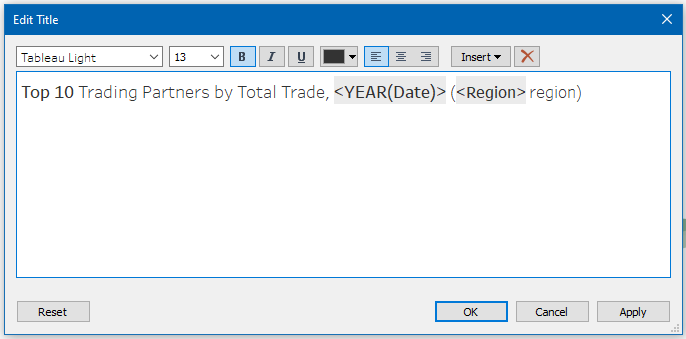 Edit Title
Tableau Light 13 B I U Insert
Top 10 Trading Partners by Total Trade, <YEAR(Date)> (<Region> region)
Reset OK Cancel Apply